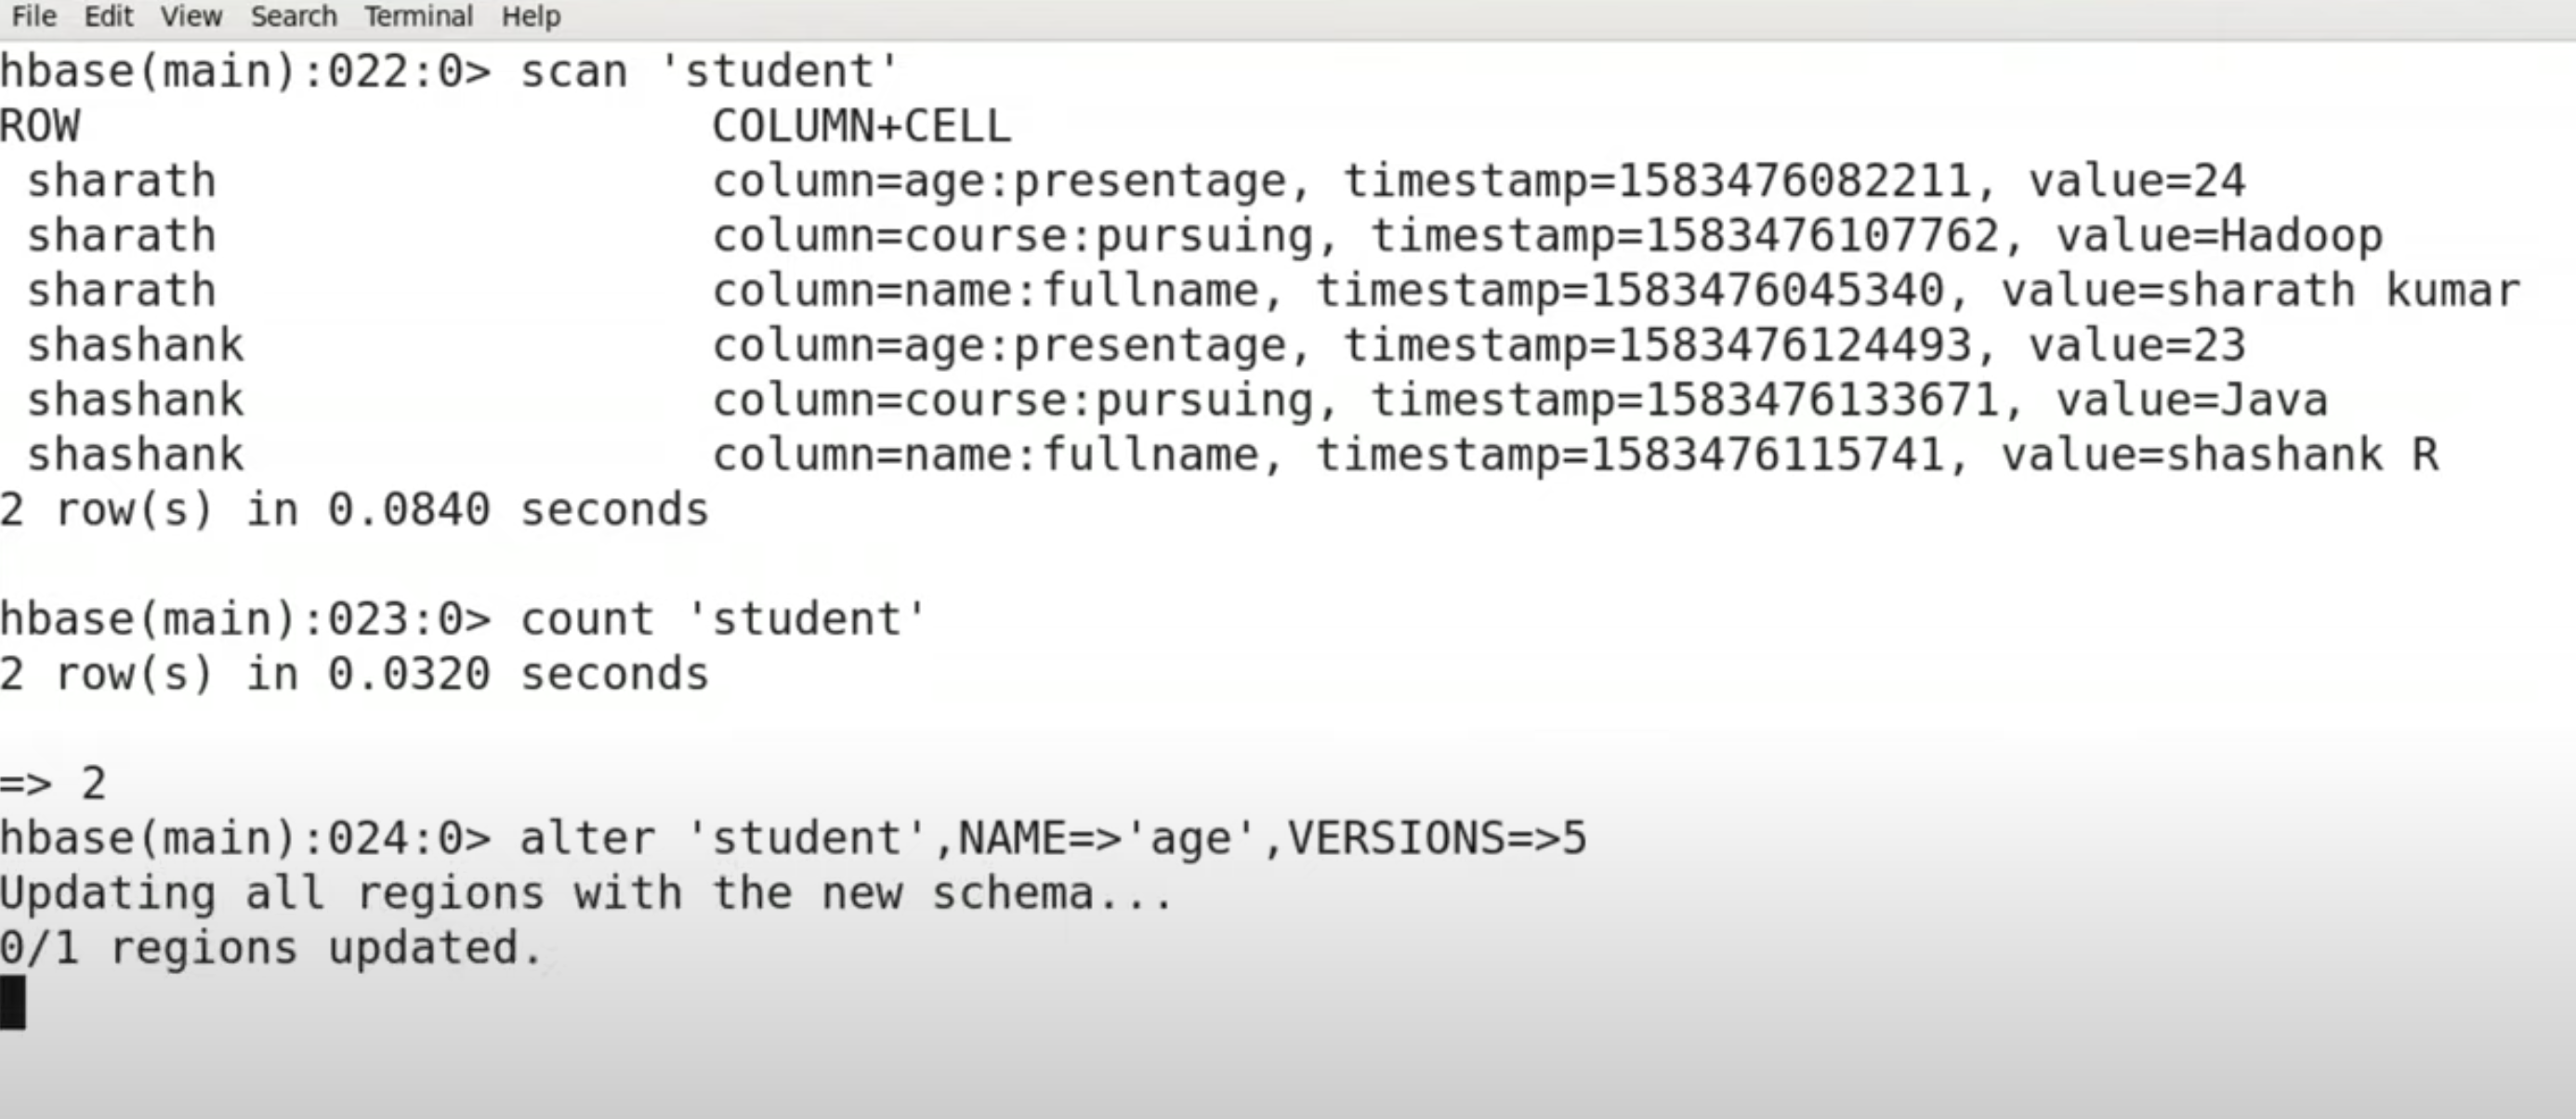 File Edit View Search Terminal Help
hbase(main):022:0> scan 'student'
ROW COLUMN+CELL
sharath column=age:presentage, timestamp=1583476082211, value=24
sharath column=course:pursuing, timestamp=1583476107762, value=Hadoop
sharath column=name:fullname, timestamp=1583476045340, value=sharath kumar
shashank column=age:presentage, timestamp=1583476124493, value=23
shashank column=course:pursuing, timestamp=1583476133671, value=Java
shashank column=name:fullname, timestamp=1583476115741, value=shashank R
2 row(s) in 0.0840 seconds
hbase(main):023:0> count 'student'
2 row(s) in 0.0320 seconds
=> 2
hbase(main):024:0> alter 'student',NAME=>'age',VERSIONS=>5
Updating all regions with the new schema...
0/1 regions updated.